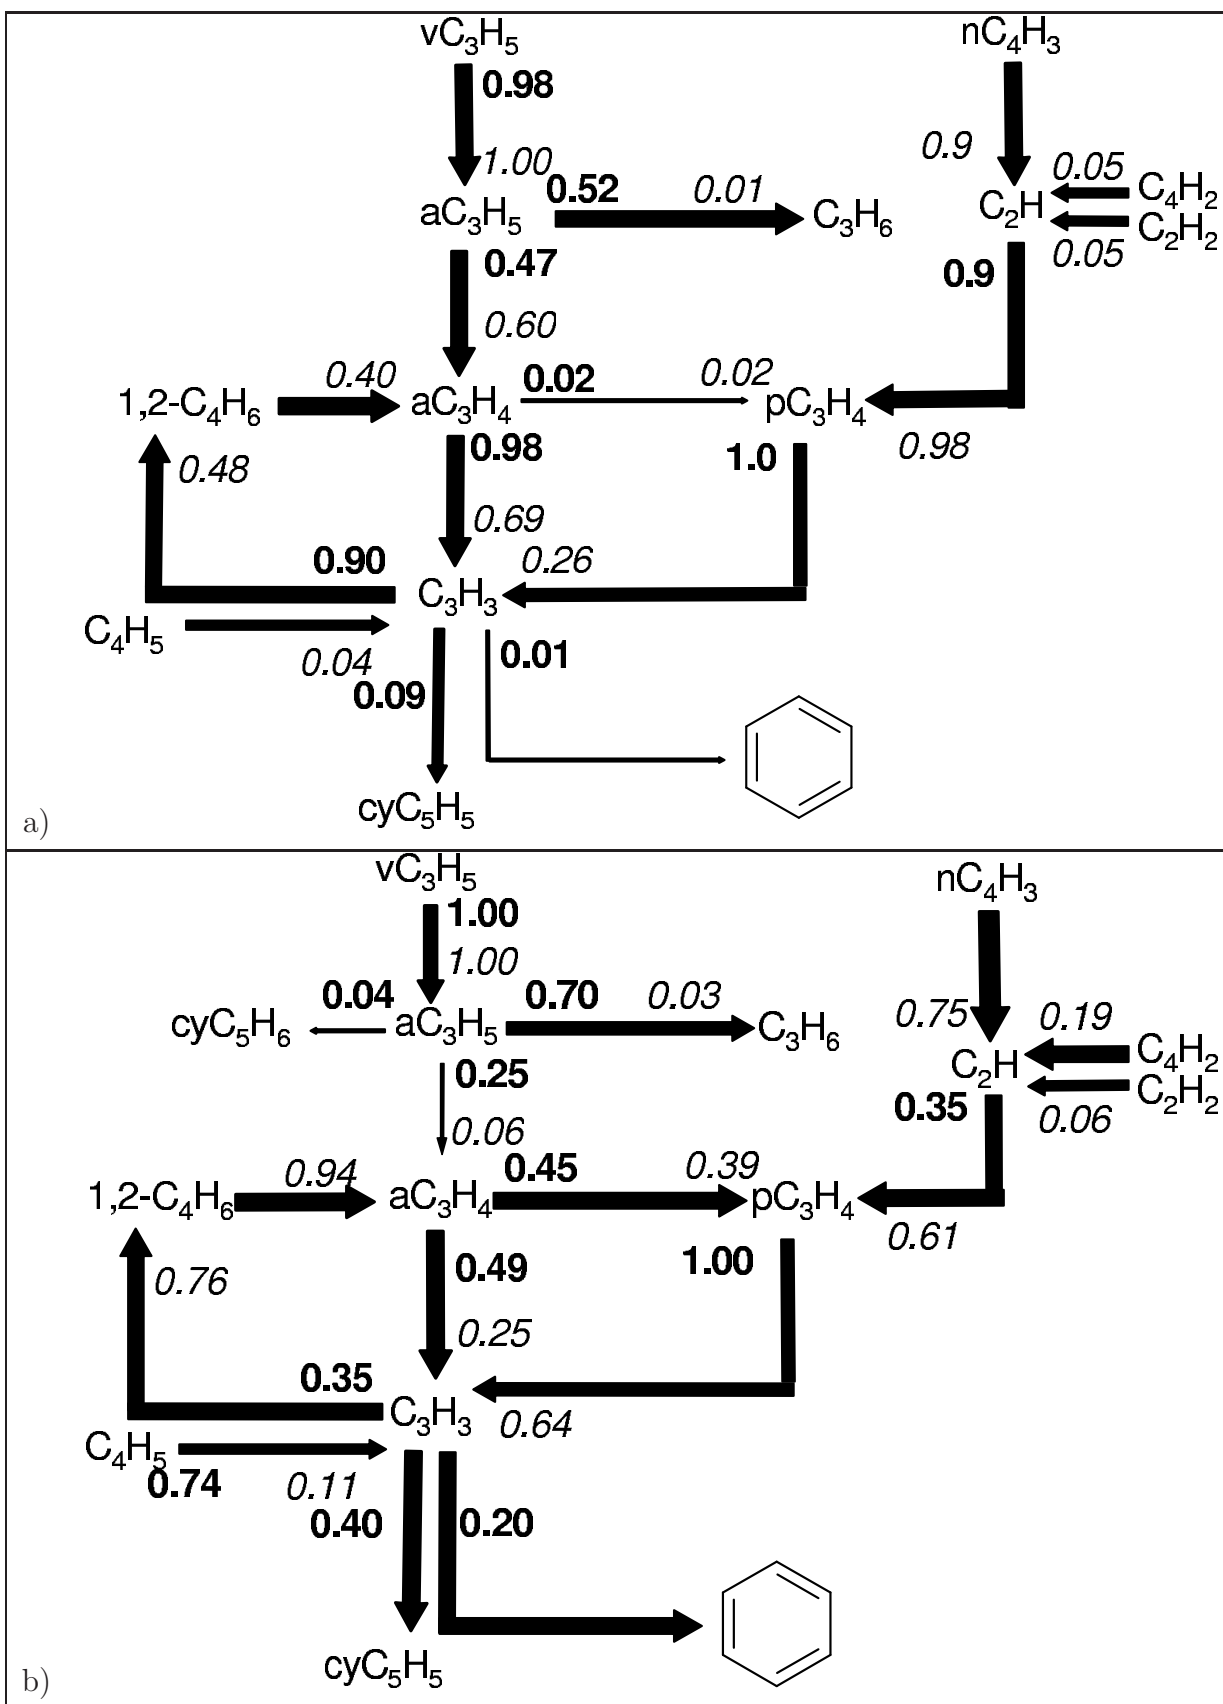 vC₃H₅ nC₄H₃
0.98
0.9 0.05
1.00 0.52 0.01 C₄H₂
aC₃H₅ C₃H₆ C₂H C₂H₂
0.47 0.9 0.05
0.60
0.40 0.02 0.02
1,2-C₄H₆ aC₃H₄ pC₃H₄
0.48 0.98 1.0 0.98
0.69
0.90 0.26
C₃H₃
C₄H₅
0.04 0.01
0.09
cyC₅H₅
a)
vC₃H₅ nC₄H₃
1.00
1.00
0.04 0.70 0.03 0.75 0.19
cyC₅H₆ aC₃H₅ C₃H₆ C₄H₂
C₂H C₂H₂
0.25 0.35 0.06
0.06
0.94 0.45 0.39
1,2-C₄H₆ aC₃H₄ pC₃H₄
0.76 0.49 1.00 0.61
0.25
0.35
C₃H₃ 0.64
C₄H₅
0.74 0.11
0.40 0.20
cyC₅H₅
b)